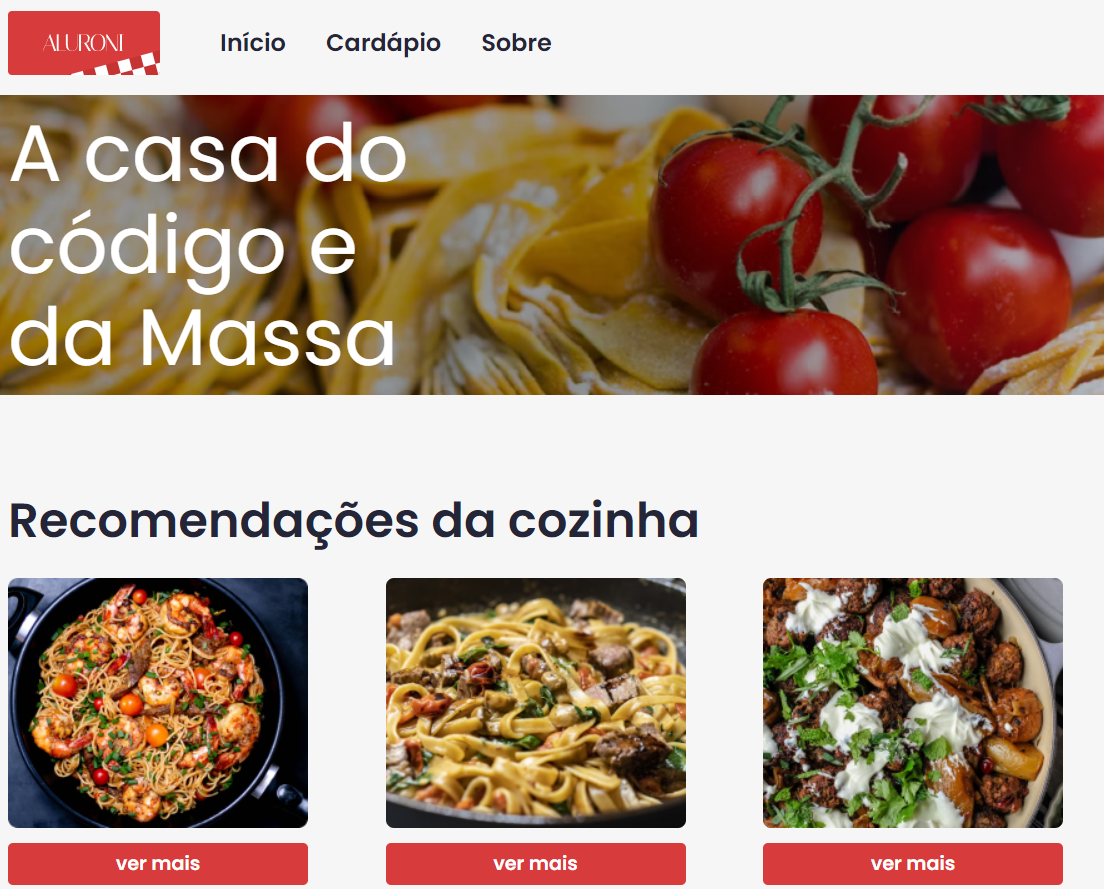 ALURONI
Início Cardápio Sobre
A casa do
código e
da Massa
Recomendações da cozinha
ver mais ver mais ver mais